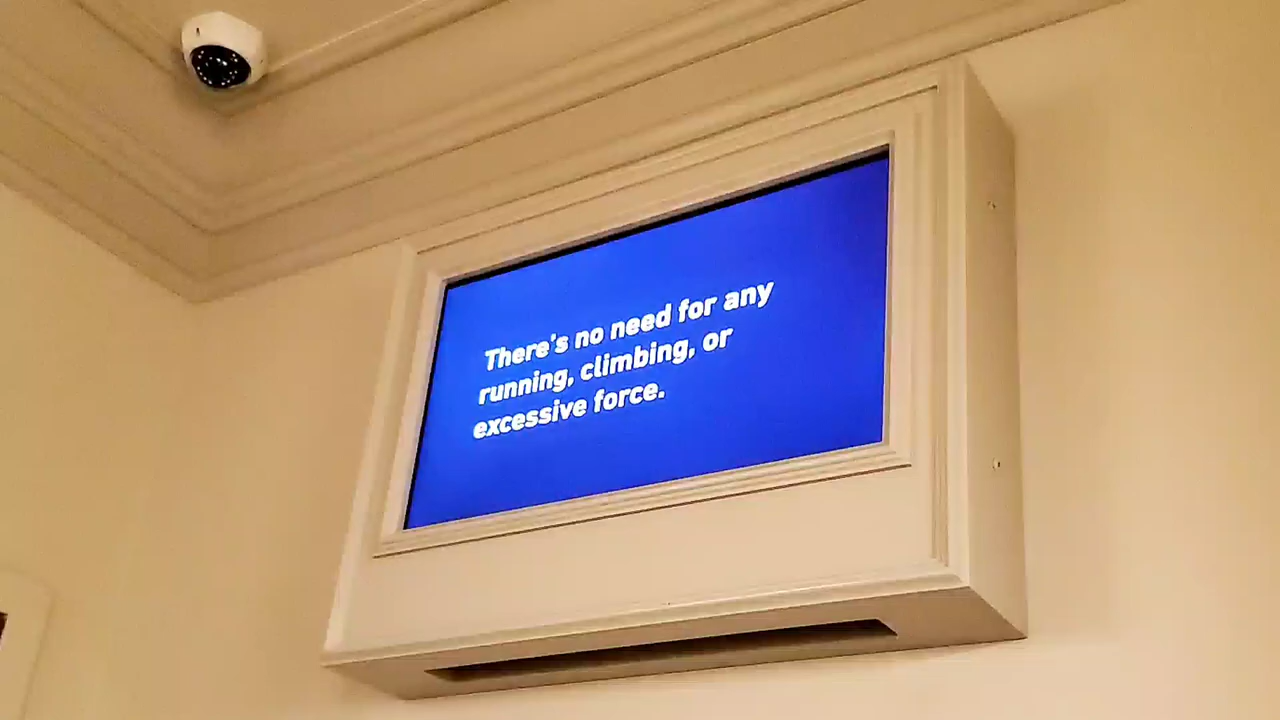 There's no need for any
running, climbing, or
excessive force.